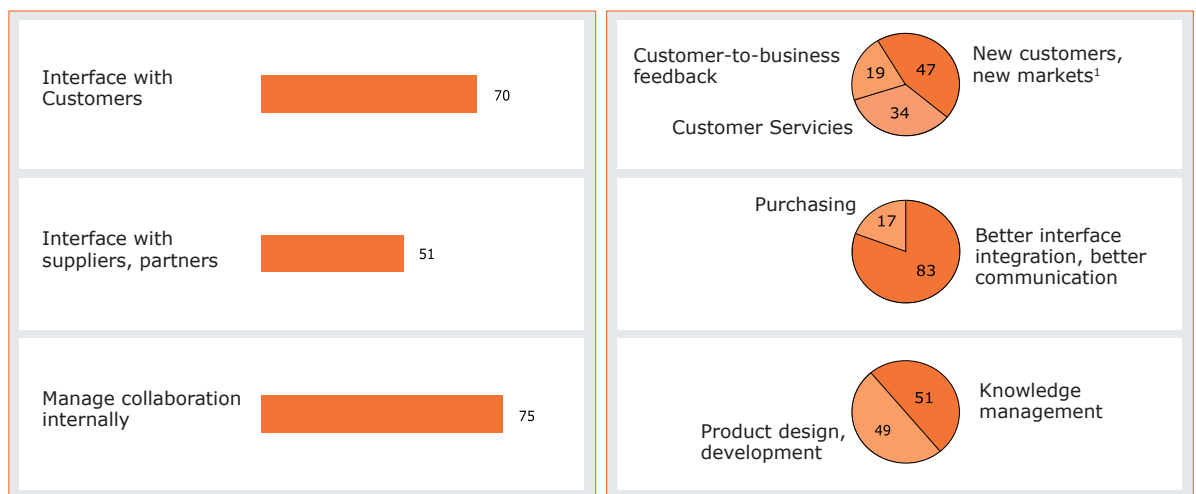 Interface with
Customers
70
Customer-to-business
feedback
19
47
New customers,
new markets¹
34
Customer Servicies
Interface with
suppliers, partners
51
Purchasing
17
83
Better interface
integration, better
communication
Manage collaboration
internally
75
51
Knowledge
management
49
Product design,
development